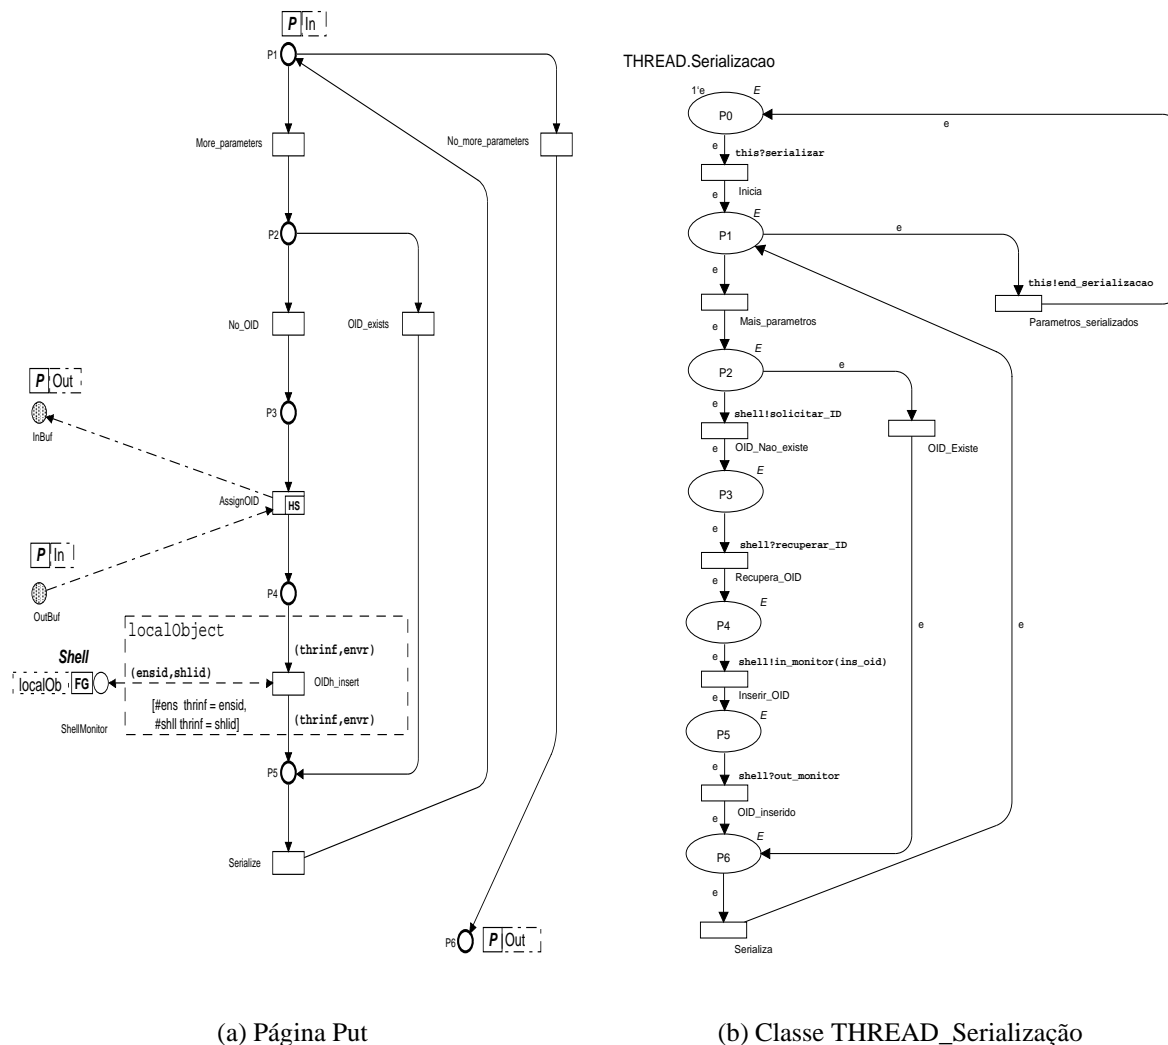 P In
P1
More_parameters
No_more_parameters
P2
No_OID
OID_exists
P Out
InBuf
P3
AssignOID
HS
P In
OutBuf
P4
localObject
(thrinf,envr)
Shell
localOb FG
(ensid,shlid)
OIDh_insert
[#ens thrinf = ensid,
#shll thrinf = shlid]
(thrinf,envr)
ShellMonitor
P5
Serialize
P6
P Out
(a) Página Put
THREAD.Serializacao
1'e
E
P0
e
e
this?serializar
Inicia
e
E
P1
e
e
this!end_serializacao
Parametros_serializados
Mais_parametros
e
E
P2
e
e
shell!solicitar_ID
OID_Nao_existe
OID_Existe
e
E
P3
e
shell?recuperar_ID
Recupera_OID
e
E
P4
e
e
e
shell!in_monitor(ins_oid)
Inserir_OID
e
E
P5
e
shell?out_monitor
OID_inserido
e
E
P6
e
Serializa
(b) Classe THREAD_Serialização